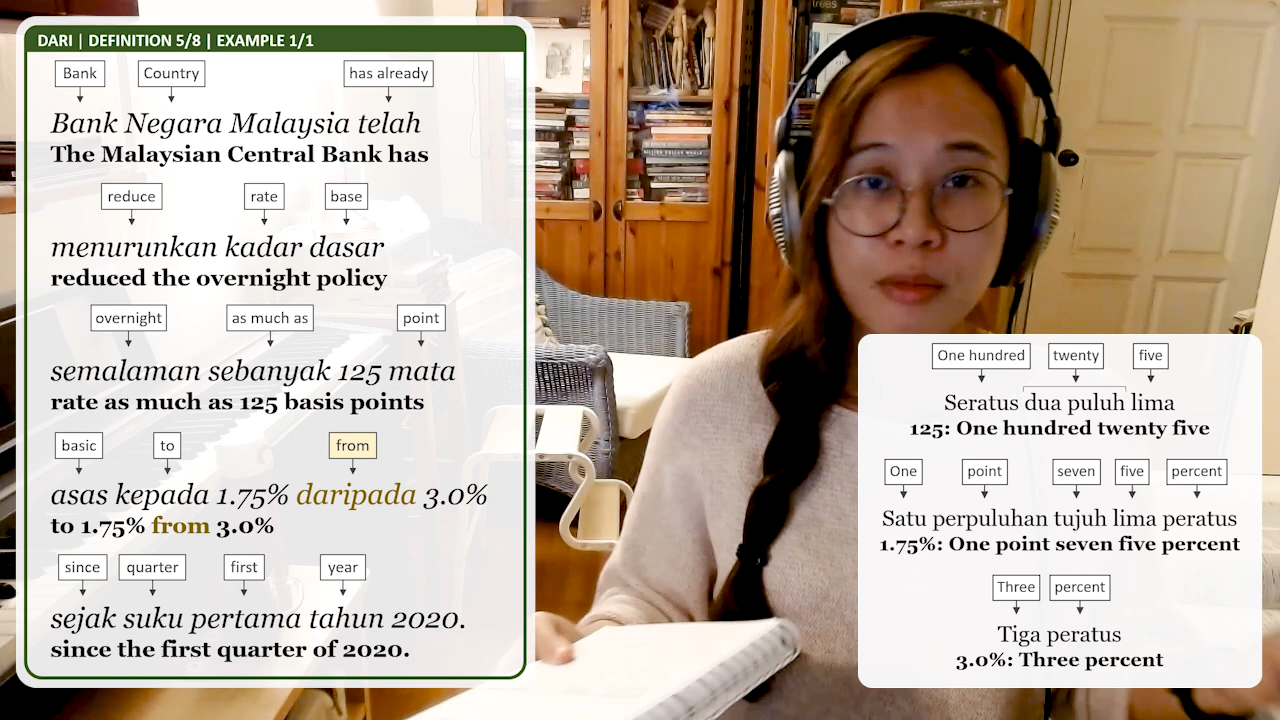 DARI | DEFINITION 5/8 | EXAMPLE 1/1
Bank Country has already
Bank Negara Malaysia telah
The Malaysian Central Bank has
reduce rate base
menurunkan kadar dasar
reduced the overnight policy
overnight as much as point
semalaman sebanyak 125 mata
rate as much as 125 basis points
basic to from
asas kepada 1.75% daripada 3.0%
to 1.75% from 3.0%
since quarter first year
sejak suku pertama tahun 2020.
since the first quarter of 2020.
One hundred twenty five
Seratus dua puluh lima
125: One hundred twenty five
One point seven five percent
Satu perpuluhan tujuh lima peratus
1.75%: One point seven five percent
Three percent
Tiga peratus
3.0%: Three percent